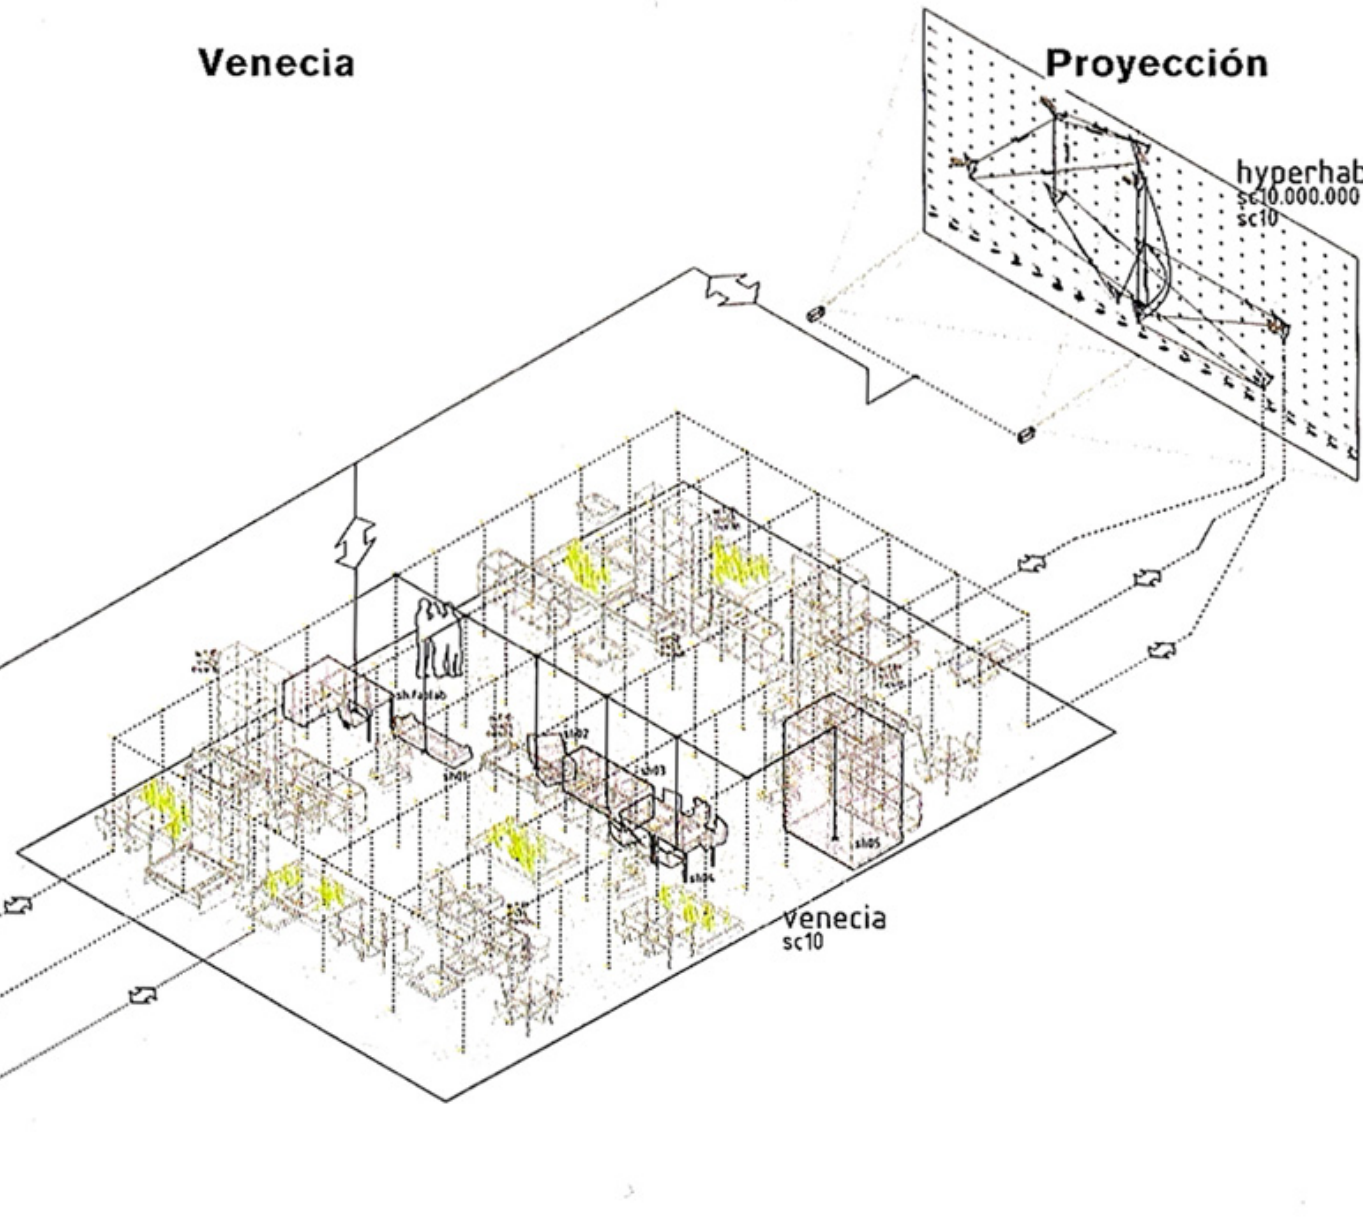 Venecia
Proyección
hyperhab
sc10.000.000
sc10
sh.fablab
sh01
sh02
sh03
sh04
sh05
venecia
sc10